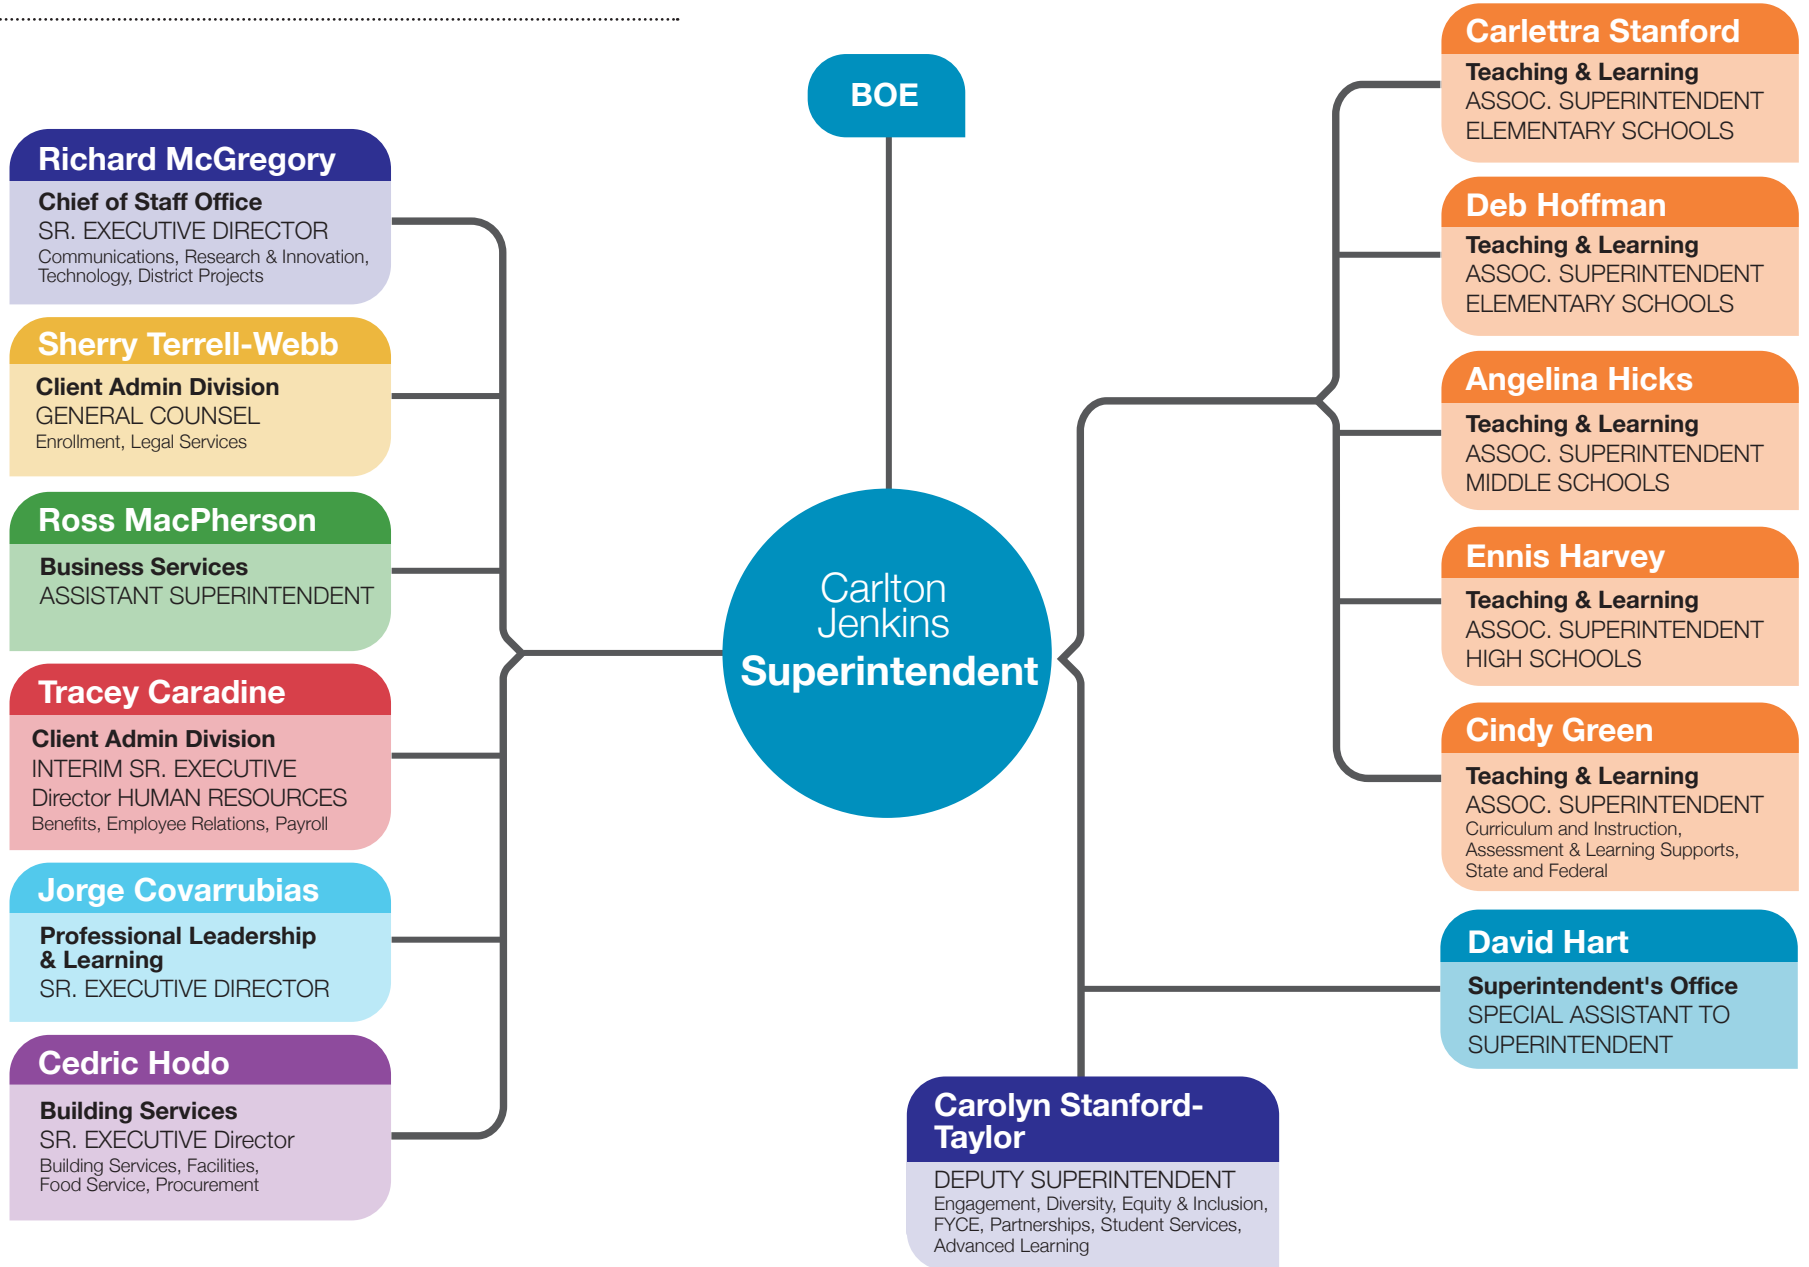 BOE
Carlton
Jenkins
Superintendent
Richard McGregory
Chief of Staff Office
SR. EXECUTIVE DIRECTOR
Communications, Research & Innovation,
Technology, District Projects
Sherry Terrell-Webb
Client Admin Division
GENERAL COUNSEL
Enrollment, Legal Services
Ross MacPherson
Business Services
ASSISTANT SUPERINTENDENT
Tracey Caradine
Client Admin Division
INTERIM SR. EXECUTIVE
Director HUMAN RESOURCES
Benefits, Employee Relations, Payroll
Jorge Covarrubias
Professional Leadership
& Learning
SR. EXECUTIVE DIRECTOR
Cedric Hodo
Building Services
SR. EXECUTIVE Director
Building Services, Facilities,
Food Service, Procurement
Carlettra Stanford
Teaching & Learning
ASSOC. SUPERINTENDENT
ELEMENTARY SCHOOLS
Deb Hoffman
Teaching & Learning
ASSOC. SUPERINTENDENT
ELEMENTARY SCHOOLS
Angelina Hicks
Teaching & Learning
ASSOC. SUPERINTENDENT
MIDDLE SCHOOLS
Ennis Harvey
Teaching & Learning
ASSOC. SUPERINTENDENT
HIGH SCHOOLS
Cindy Green
Teaching & Learning
ASSOC. SUPERINTENDENT
Curriculum and Instruction,
Assessment & Learning Supports,
State and Federal
David Hart
Superintendent's Office
SPECIAL ASSISTANT TO
SUPERINTENDENT
Carolyn Stanford-
Taylor
DEPUTY SUPERINTENDENT
Engagement, Diversity, Equity & Inclusion,
FYCE, Partnerships, Student Services,
Advanced Learning